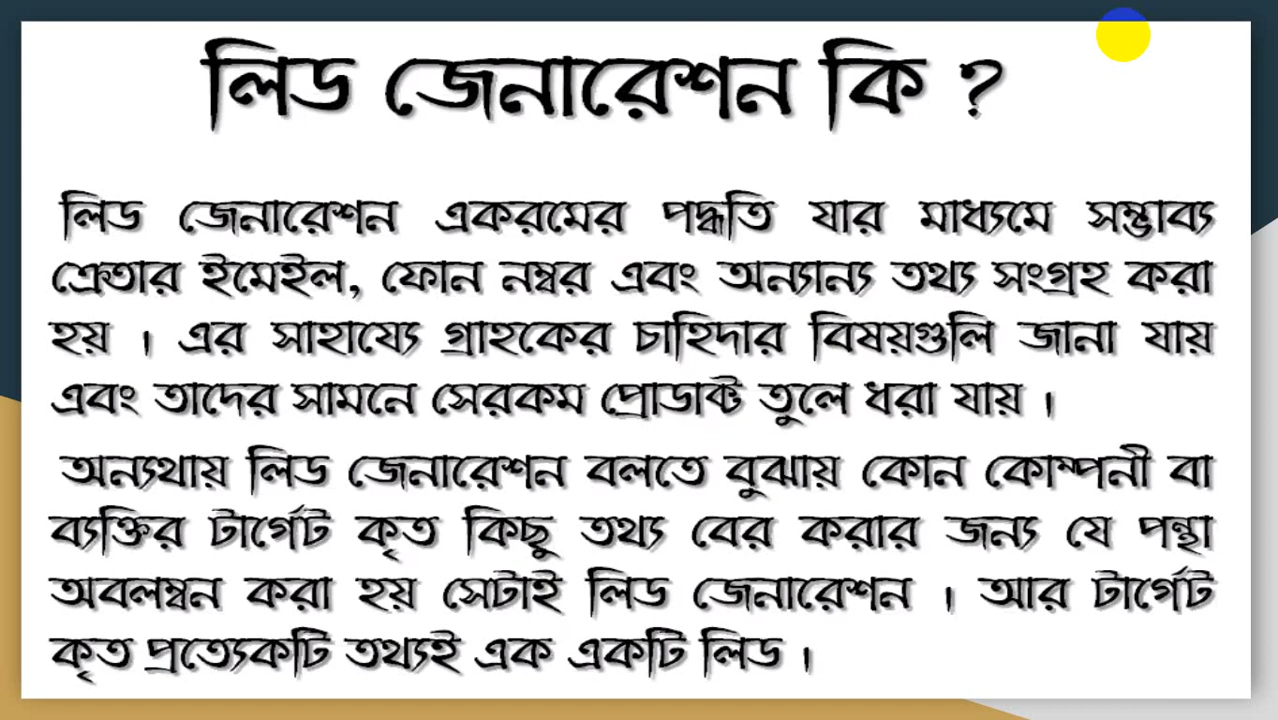 লিড জেনারেশন কি ?
লিড জেনারেশন একরমের পদ্ধতি যার মাধ্যমে সম্ভাব্য
ক্রেতার ইমেইল, ফোন নম্বর এবং অন্যান্য তথ্য সংগ্রহ করা
হয় । এর সাহায্যে গ্রাহকের চাহিদার বিষয়গুলি জানা যায়
এবং তাদের সামনে সেরকম প্রোডাক্ট তুলে ধরা যায় ।
অন্যথায় লিড জেনারেশন বলতে বুঝায় কোন কোম্পনী বা
ব্যক্তির টার্গেট কৃত কিছু তথ্য বের করার জন্য যে পন্থা
অবলম্বন করা হয় সেটাই লিড জেনারেশন । আর টার্গেট
কৃত প্রত্যেকটি তথ্যই এক একটি লিড ।